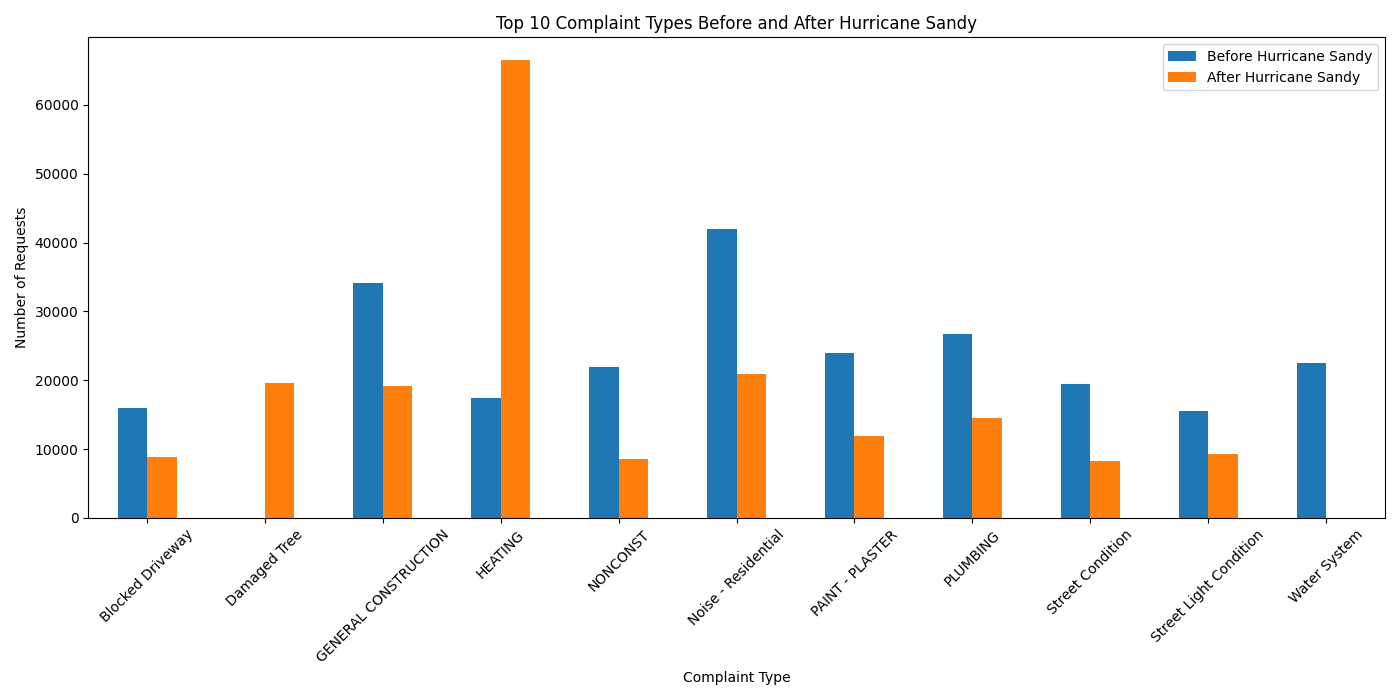 Top 10 Complaint Types Before and After Hurricane Sandy
Before Hurricane Sandy
After Hurricane Sandy
Number of Requests
60000
50000
40000
30000
20000
10000
0
Blocked Driveway
Damaged Tree
GENERAL CONSTRUCTION
HEATING
NONCONST
Noise - Residential
PAINT - PLASTER
PLUMBING
Street Condition
Street Light Condition
Water System
Complaint Type